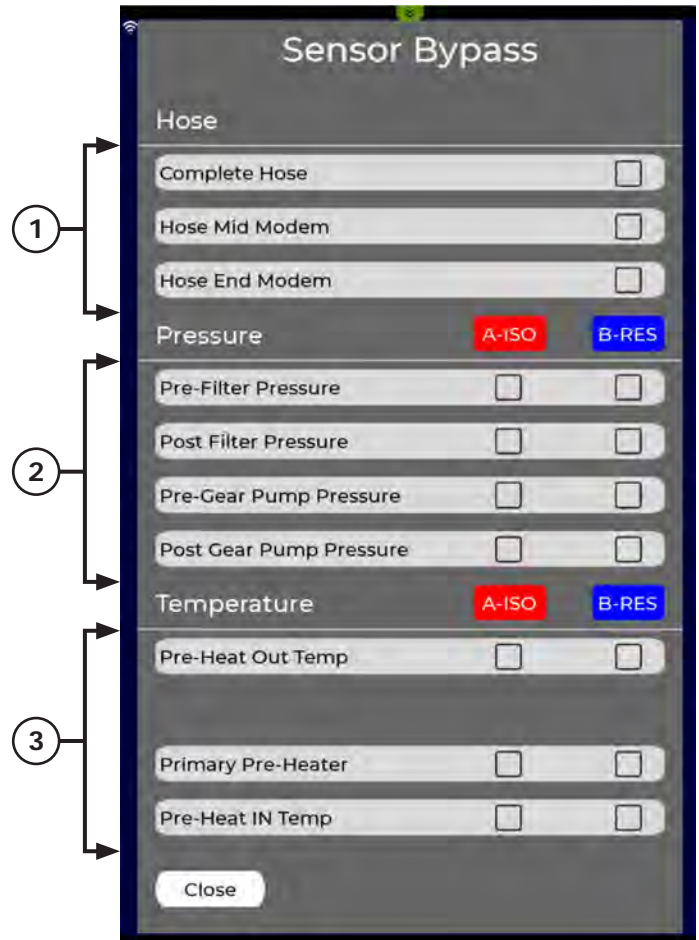 Sensor Bypass
Hose
1
Complete Hose
Hose Mid Modem
Hose End Modem
Pressure A-ISO B-RES
2
Pre-Filter Pressure
Post Filter Pressure
Pre-Gear Pump Pressure
Post Gear Pump Pressure
Temperature A-ISO B-RES
3
Pre-Heat Out Temp
Primary Pre-Heater
Pre-Heat IN Temp
Close